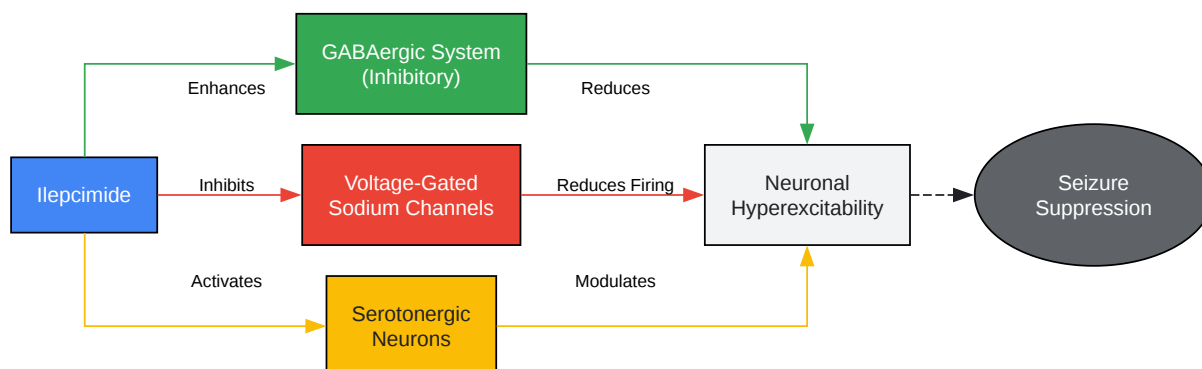 GABAergic System
(Inhibitory)
Enhances
Reduces
Ilepcimide
Inhibits
Voltage-Gated
Sodium Channels
Reduces Firing
Neuronal
Hyperexcitability
Seizure
Suppression
Activates
Modulates
Serotonergic
Neurons